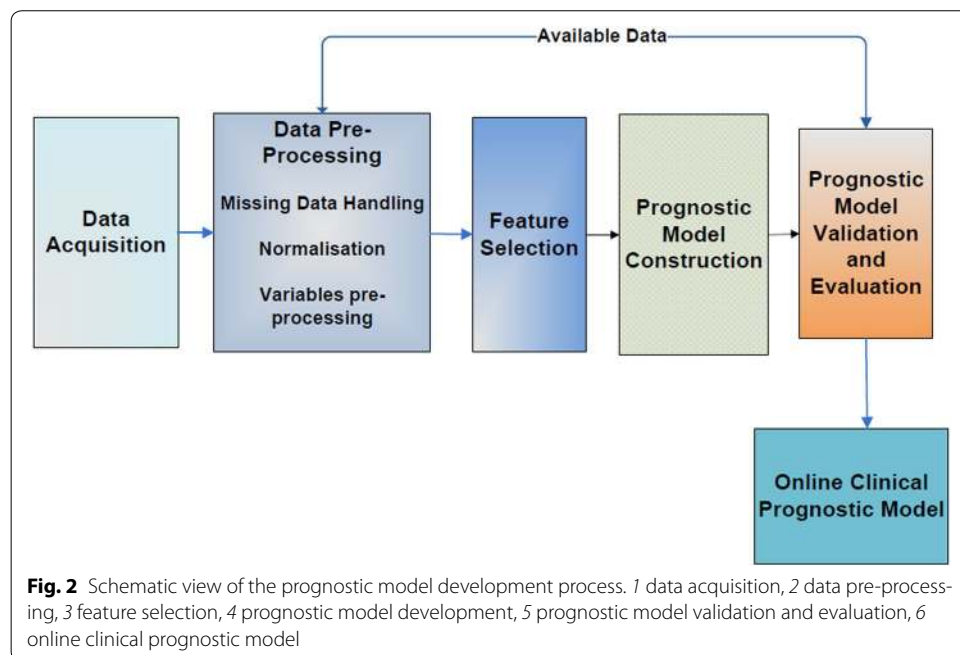 Available Data
Data
Acquisition
Data Pre-
Processing
Missing Data Handling
Normalisation
Variables pre-
processing
Feature
Selection
Prognostic
Model
Construction
Prognostic
Model
Validation
and
Evaluation
Online Clinical
Prognostic Model
Fig. 2 Schematic view of the prognostic model development process. 1 data acquisition, 2 data pre-process-
ing, 3 feature selection, 4 prognostic model development, 5 prognostic model validation and evaluation, 6
online clinical prognostic model